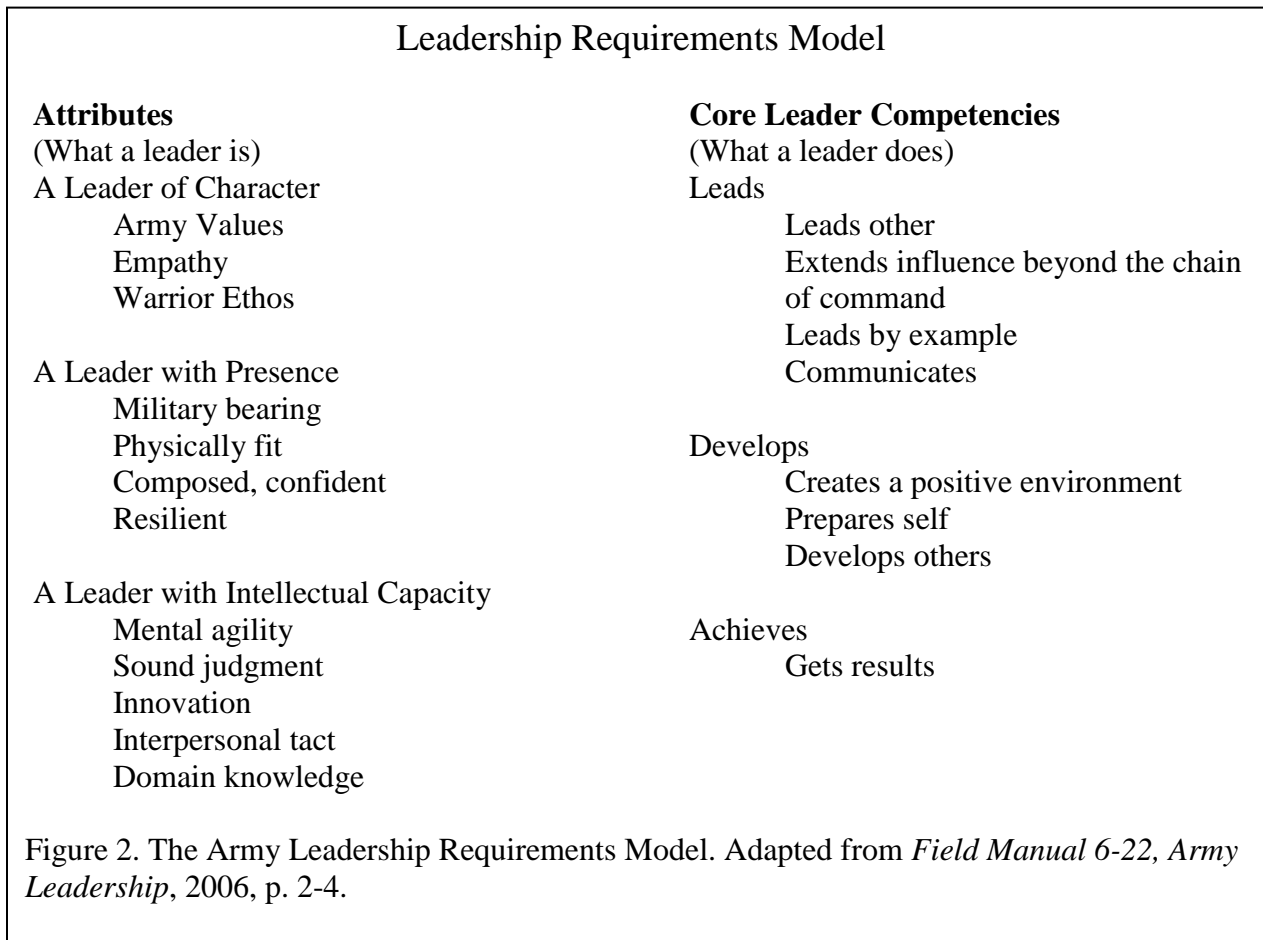 Leadership Requirements Model
Attributes
(What a leader is)
A Leader of Character
Army Values
Empathy
Warrior Ethos
A Leader with Presence
Military bearing
Physically fit
Composed, confident
Resilient
A Leader with Intellectual Capacity
Mental agility
Sound judgment
Innovation
Interpersonal tact
Domain knowledge
Core Leader Competencies
(What a leader does)
Leads
Leads other
Extends influence beyond the chain
of command
Leads by example
Communicates
Develops
Creates a positive environment
Prepares self
Develops others
Achieves
Gets results
Figure 2. The Army Leadership Requirements Model. Adapted from Field Manual 6-22, Army
Leadership, 2006, p. 2-4.